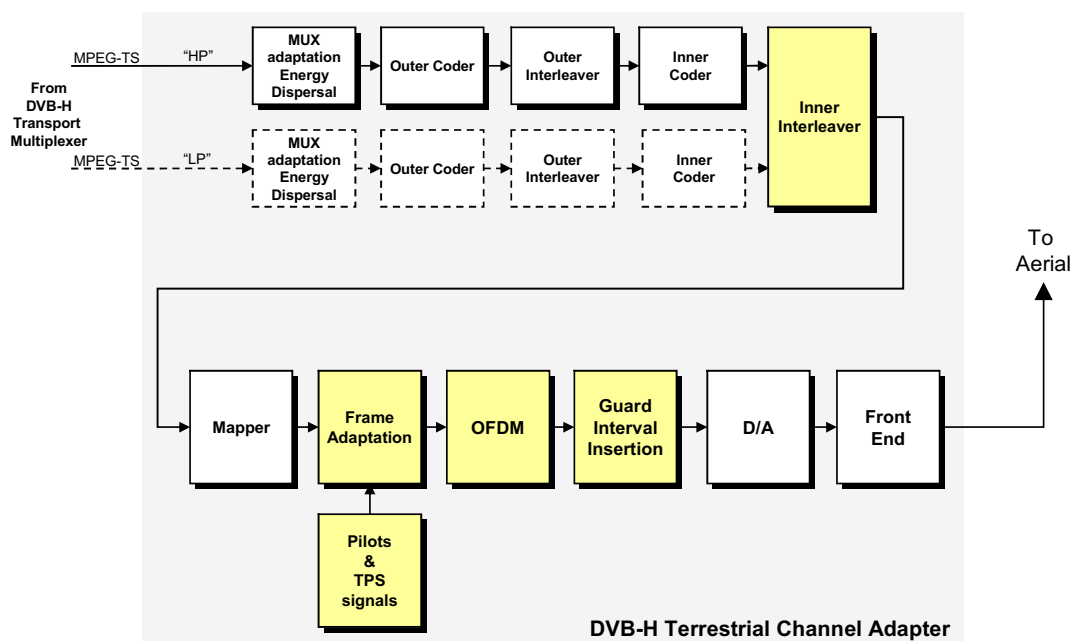 From
DVB-H
Transport
Multiplexer
MPEG-TS
“HP”
MUX
adaptation
Energy
Dispersal
Outer Coder
Outer
Interleaver
Inner
Coder
Inner
Interleaver
MPEG-TS
“LP”
MUX
adaptation
Energy
Dispersal
Outer Coder
Outer
Interleaver
Inner
Coder
To
Aerial
Mapper
Frame
Adaptation
OFDM
Guard
Interval
Insertion
D/A
Front
End
Pilots
&
TPS
signals
DVB-H Terrestrial Channel Adapter